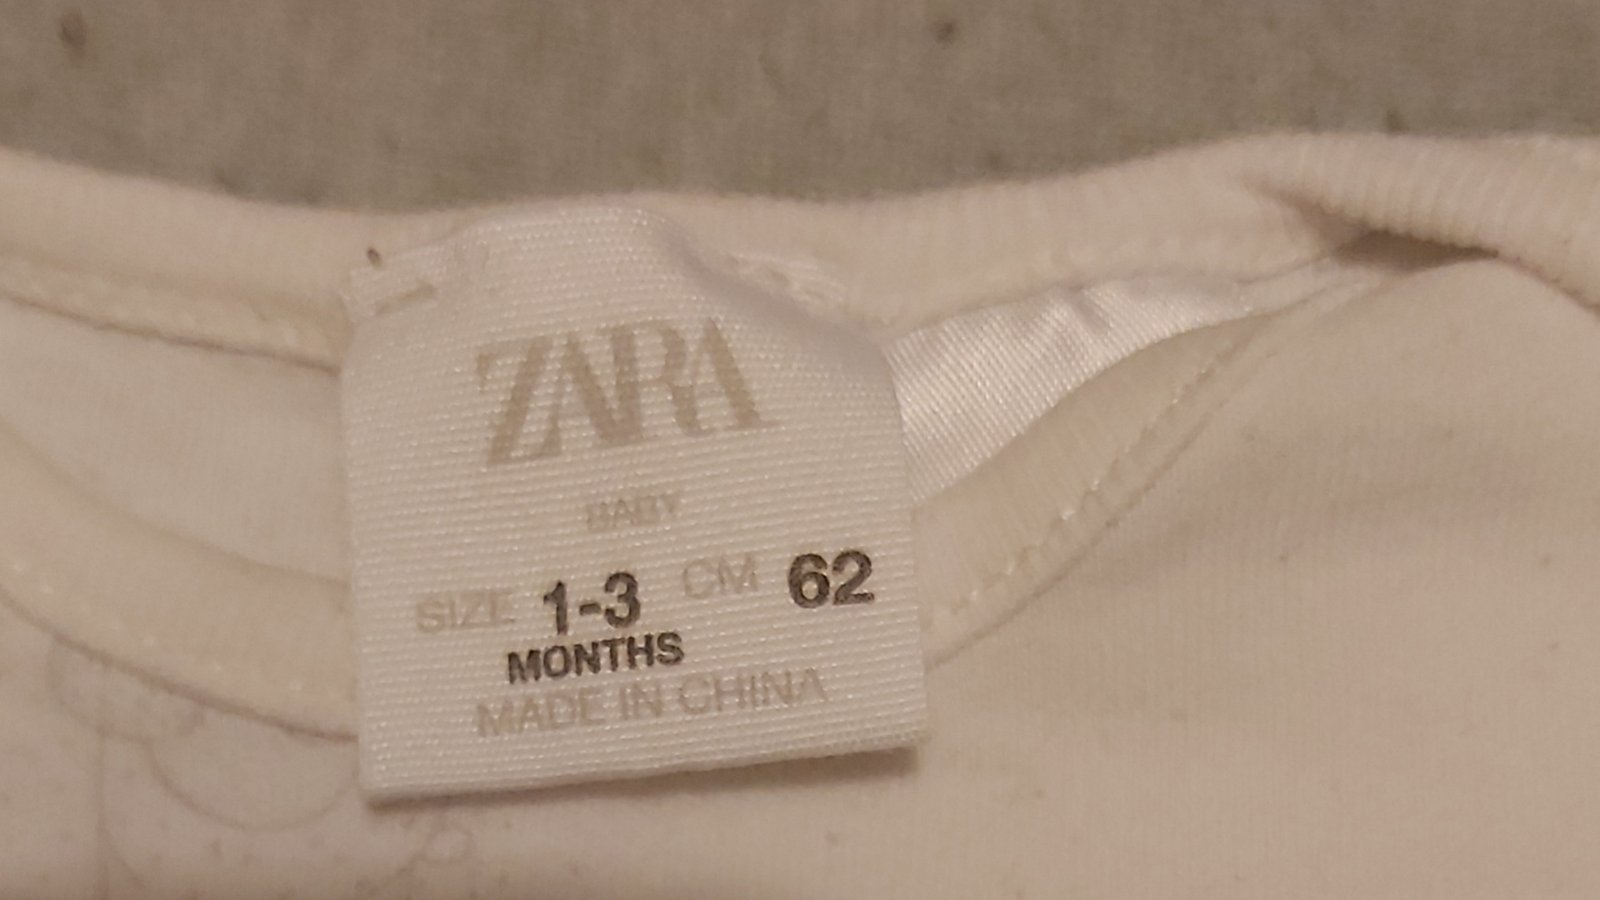 ZARA
BABY
SIZE 1-3 CM 62
MONTHS
MADE IN CHINA